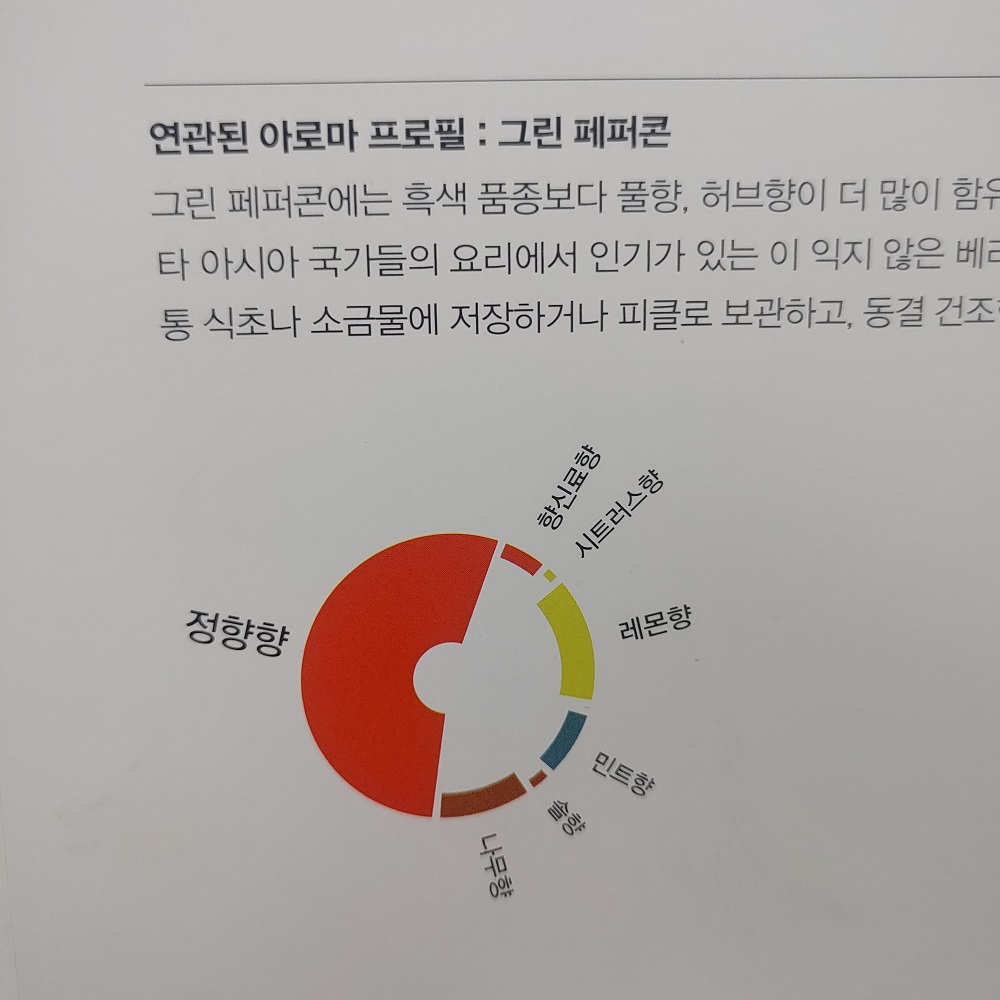 연관된 아로마 프로필 : 그린 페퍼콘
그린 페퍼콘에는 흑색 품종보다 풀향, 허브향이 더 많이 함유
타 아시아 국가들의 요리에서 인기가 있는 이 익지 않은 베리
통 식초나 소금물에 저장하거나 피클로 보관하고, 동결 건조
향신료향
시트러스향
레몬향
정향향
민트향
솔향
나무향